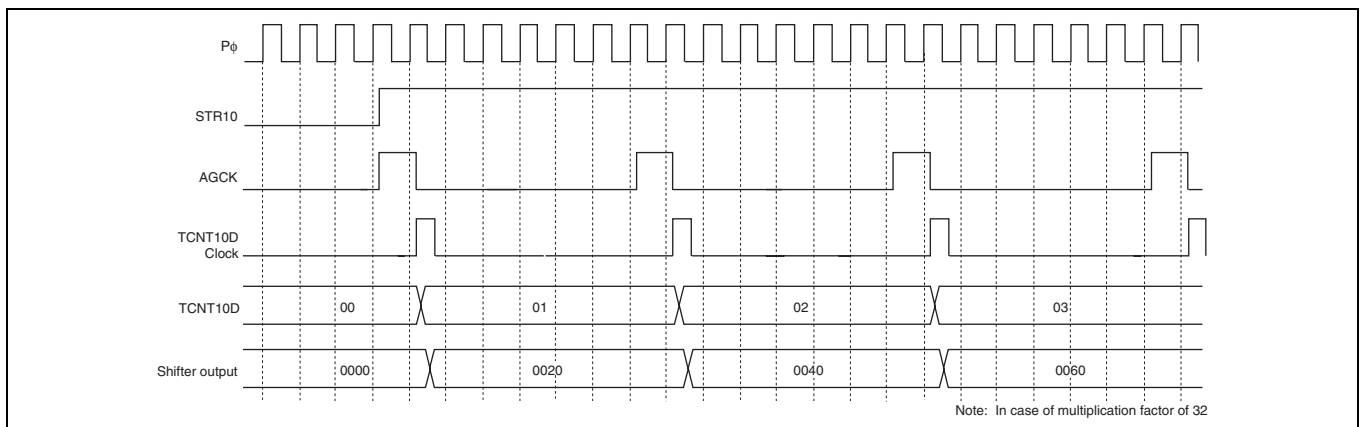 Pϕ
STR10
AGCK
TCNT10D
Clock
TCNT10D 00 01 02 03
Shifter output 0000 0020 0040 0060
Note: In case of multiplication factor of 32